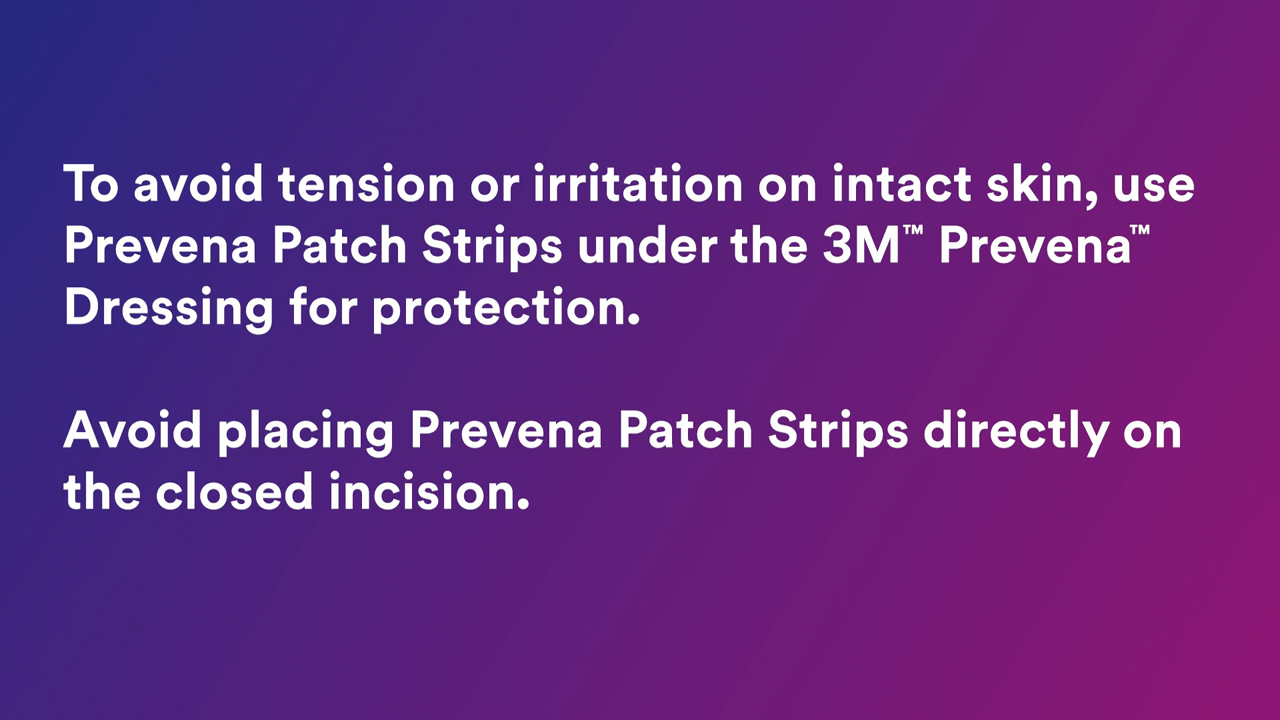 To avoid tension or irritation on intact skin, use
Prevena Patch Strips under the 3M™ Prevena™
Dressing for protection.
Avoid placing Prevena Patch Strips directly on
the closed incision.